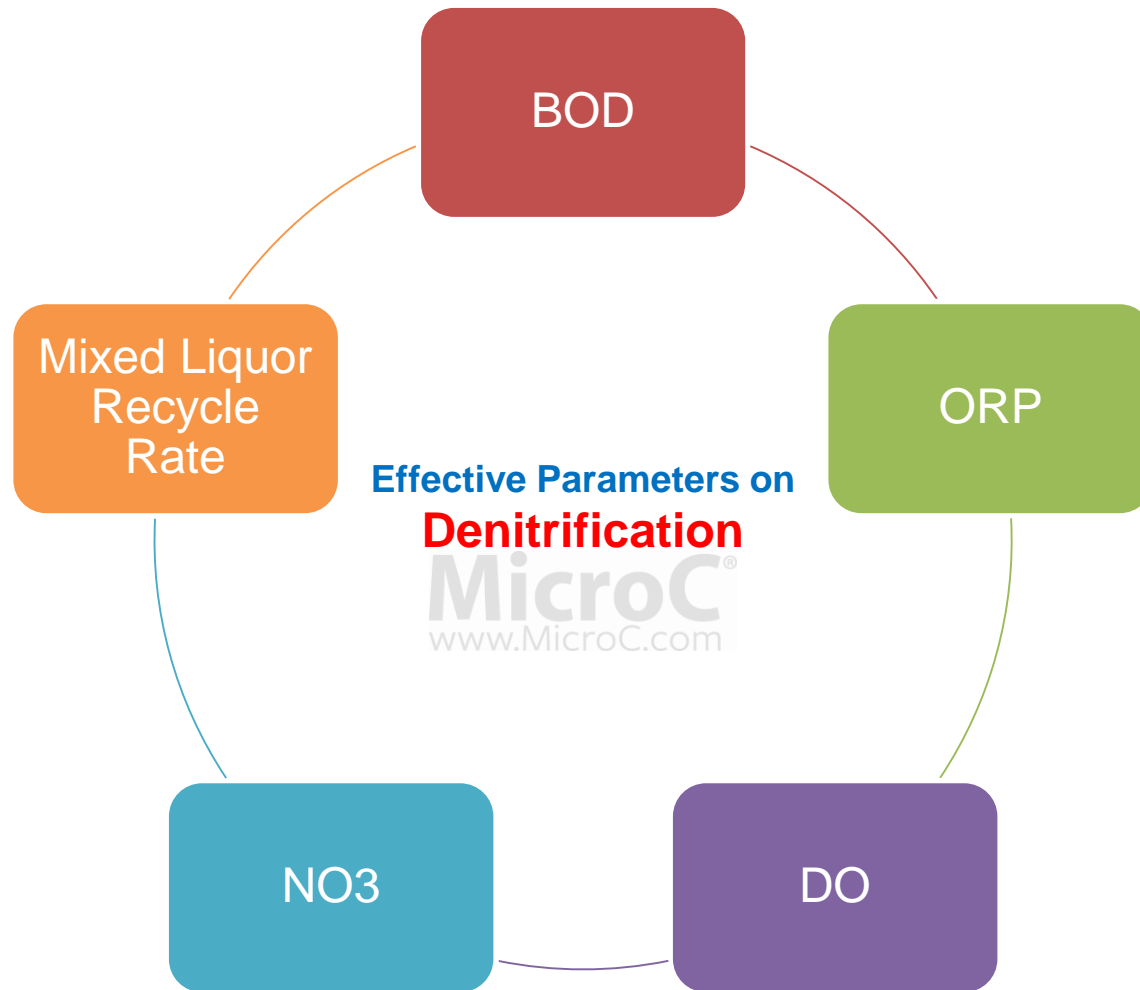 BOD
ORP
DO
NO3
Mixed Liquor
Recycle
Rate
Effective Parameters on
Denitrification
MicroC®
www.MicroC.com